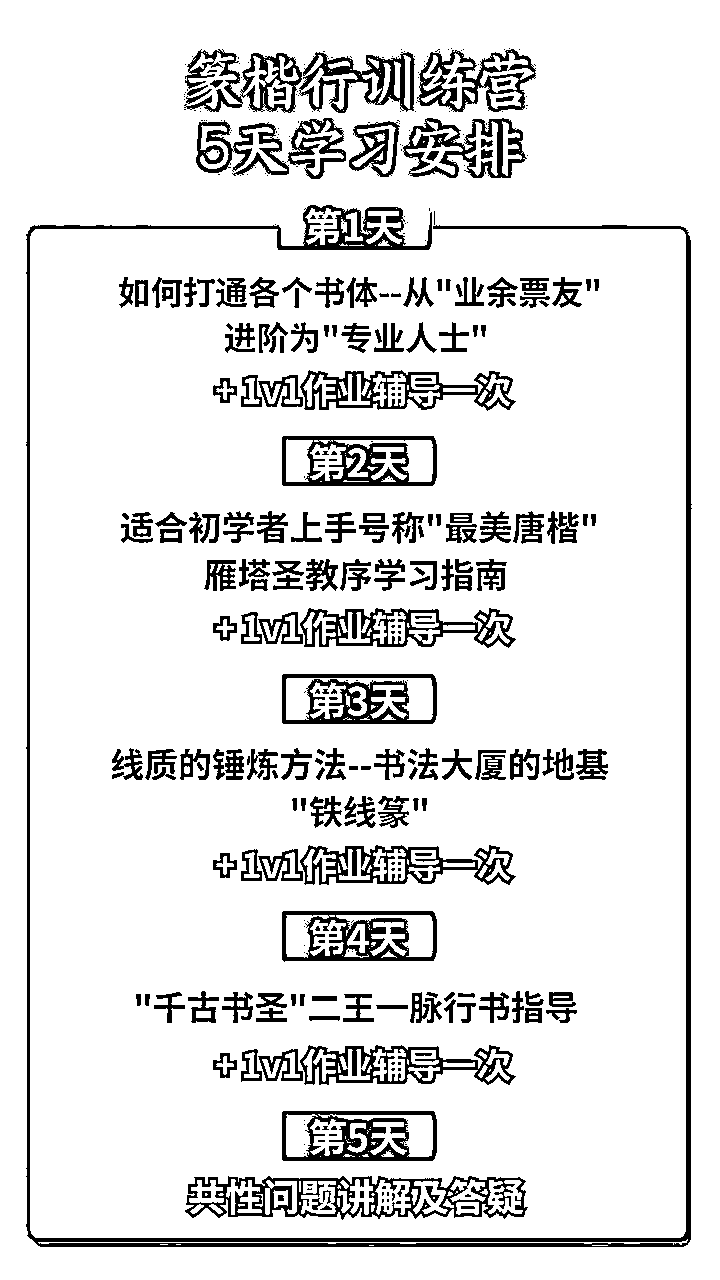 篆楷行训练营
5天学习安排
第1天
如何打通各个书体--从"业余票友"
进阶为"专业人士"
+1v1作业辅导一次
第2天
适合初学者上手号称"最美唐楷"
雁塔圣教序学习指南
+1v1作业辅导一次
第3天
线质的锤炼方法--书法大厦的地基
"铁线篆"
+1v1作业辅导一次
第4天
"千古书圣"二王一脉行书指导
+1v1作业辅导一次
第5天
共性问题讲解及答疑